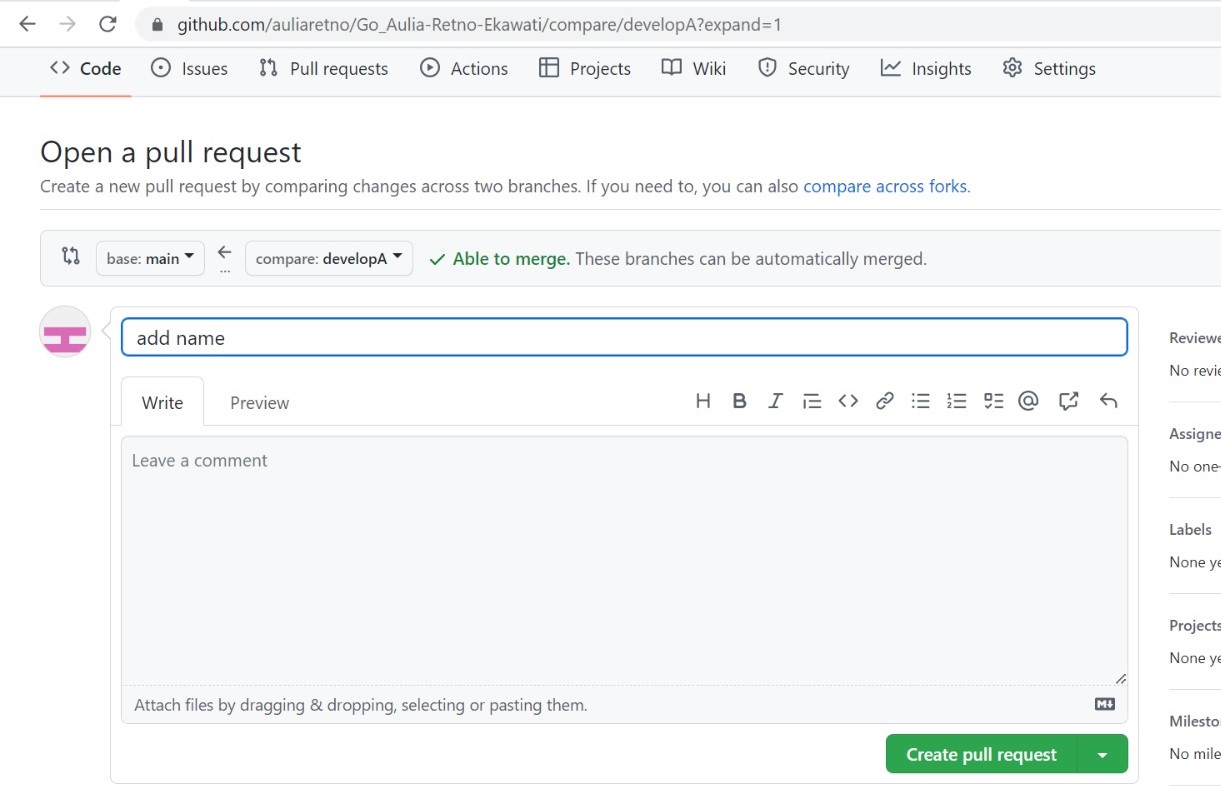 github.com/auliaretno/Go_Aulia-Retno-Ekawati/compare/developA?expand=1
Code Issues Pull requests Actions Projects Wiki Security Insights Settings
Open a pull request
Create a new pull request by comparing changes across two branches. If you need to, you can also compare across forks.
base: main ... compare: developA Able to merge. These branches can be automatically merged.
add name
Write Preview
Leave a comment
Attach files by dragging & dropping, selecting or pasting them.
Create pull request
Reviewe
No revie
Assigne
No one-
Labels
None ye
Projects
None ye
Milesto
No mile